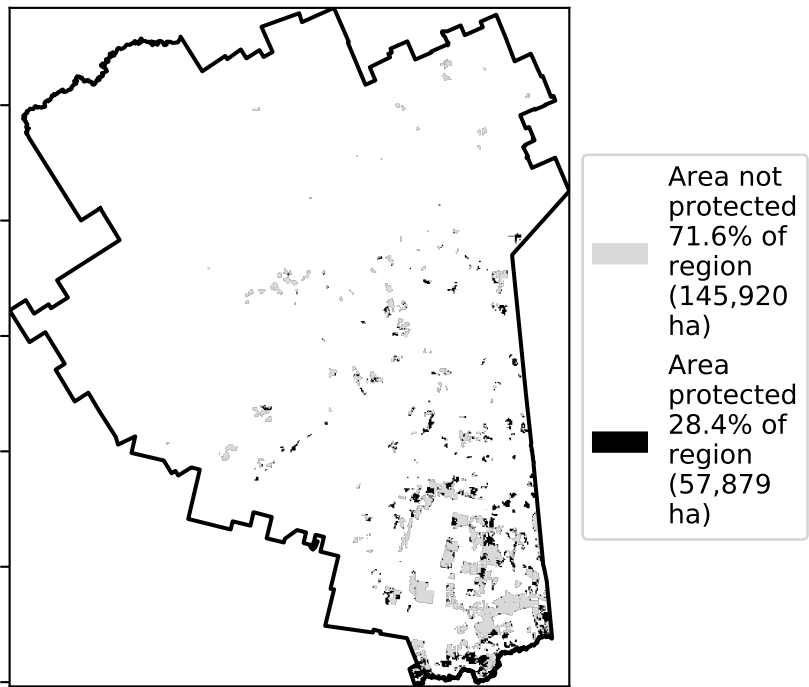 Area not
protected
71.6% of
region
(145,920
ha)
Area
protected
28.4% of
region
(57,879
ha)